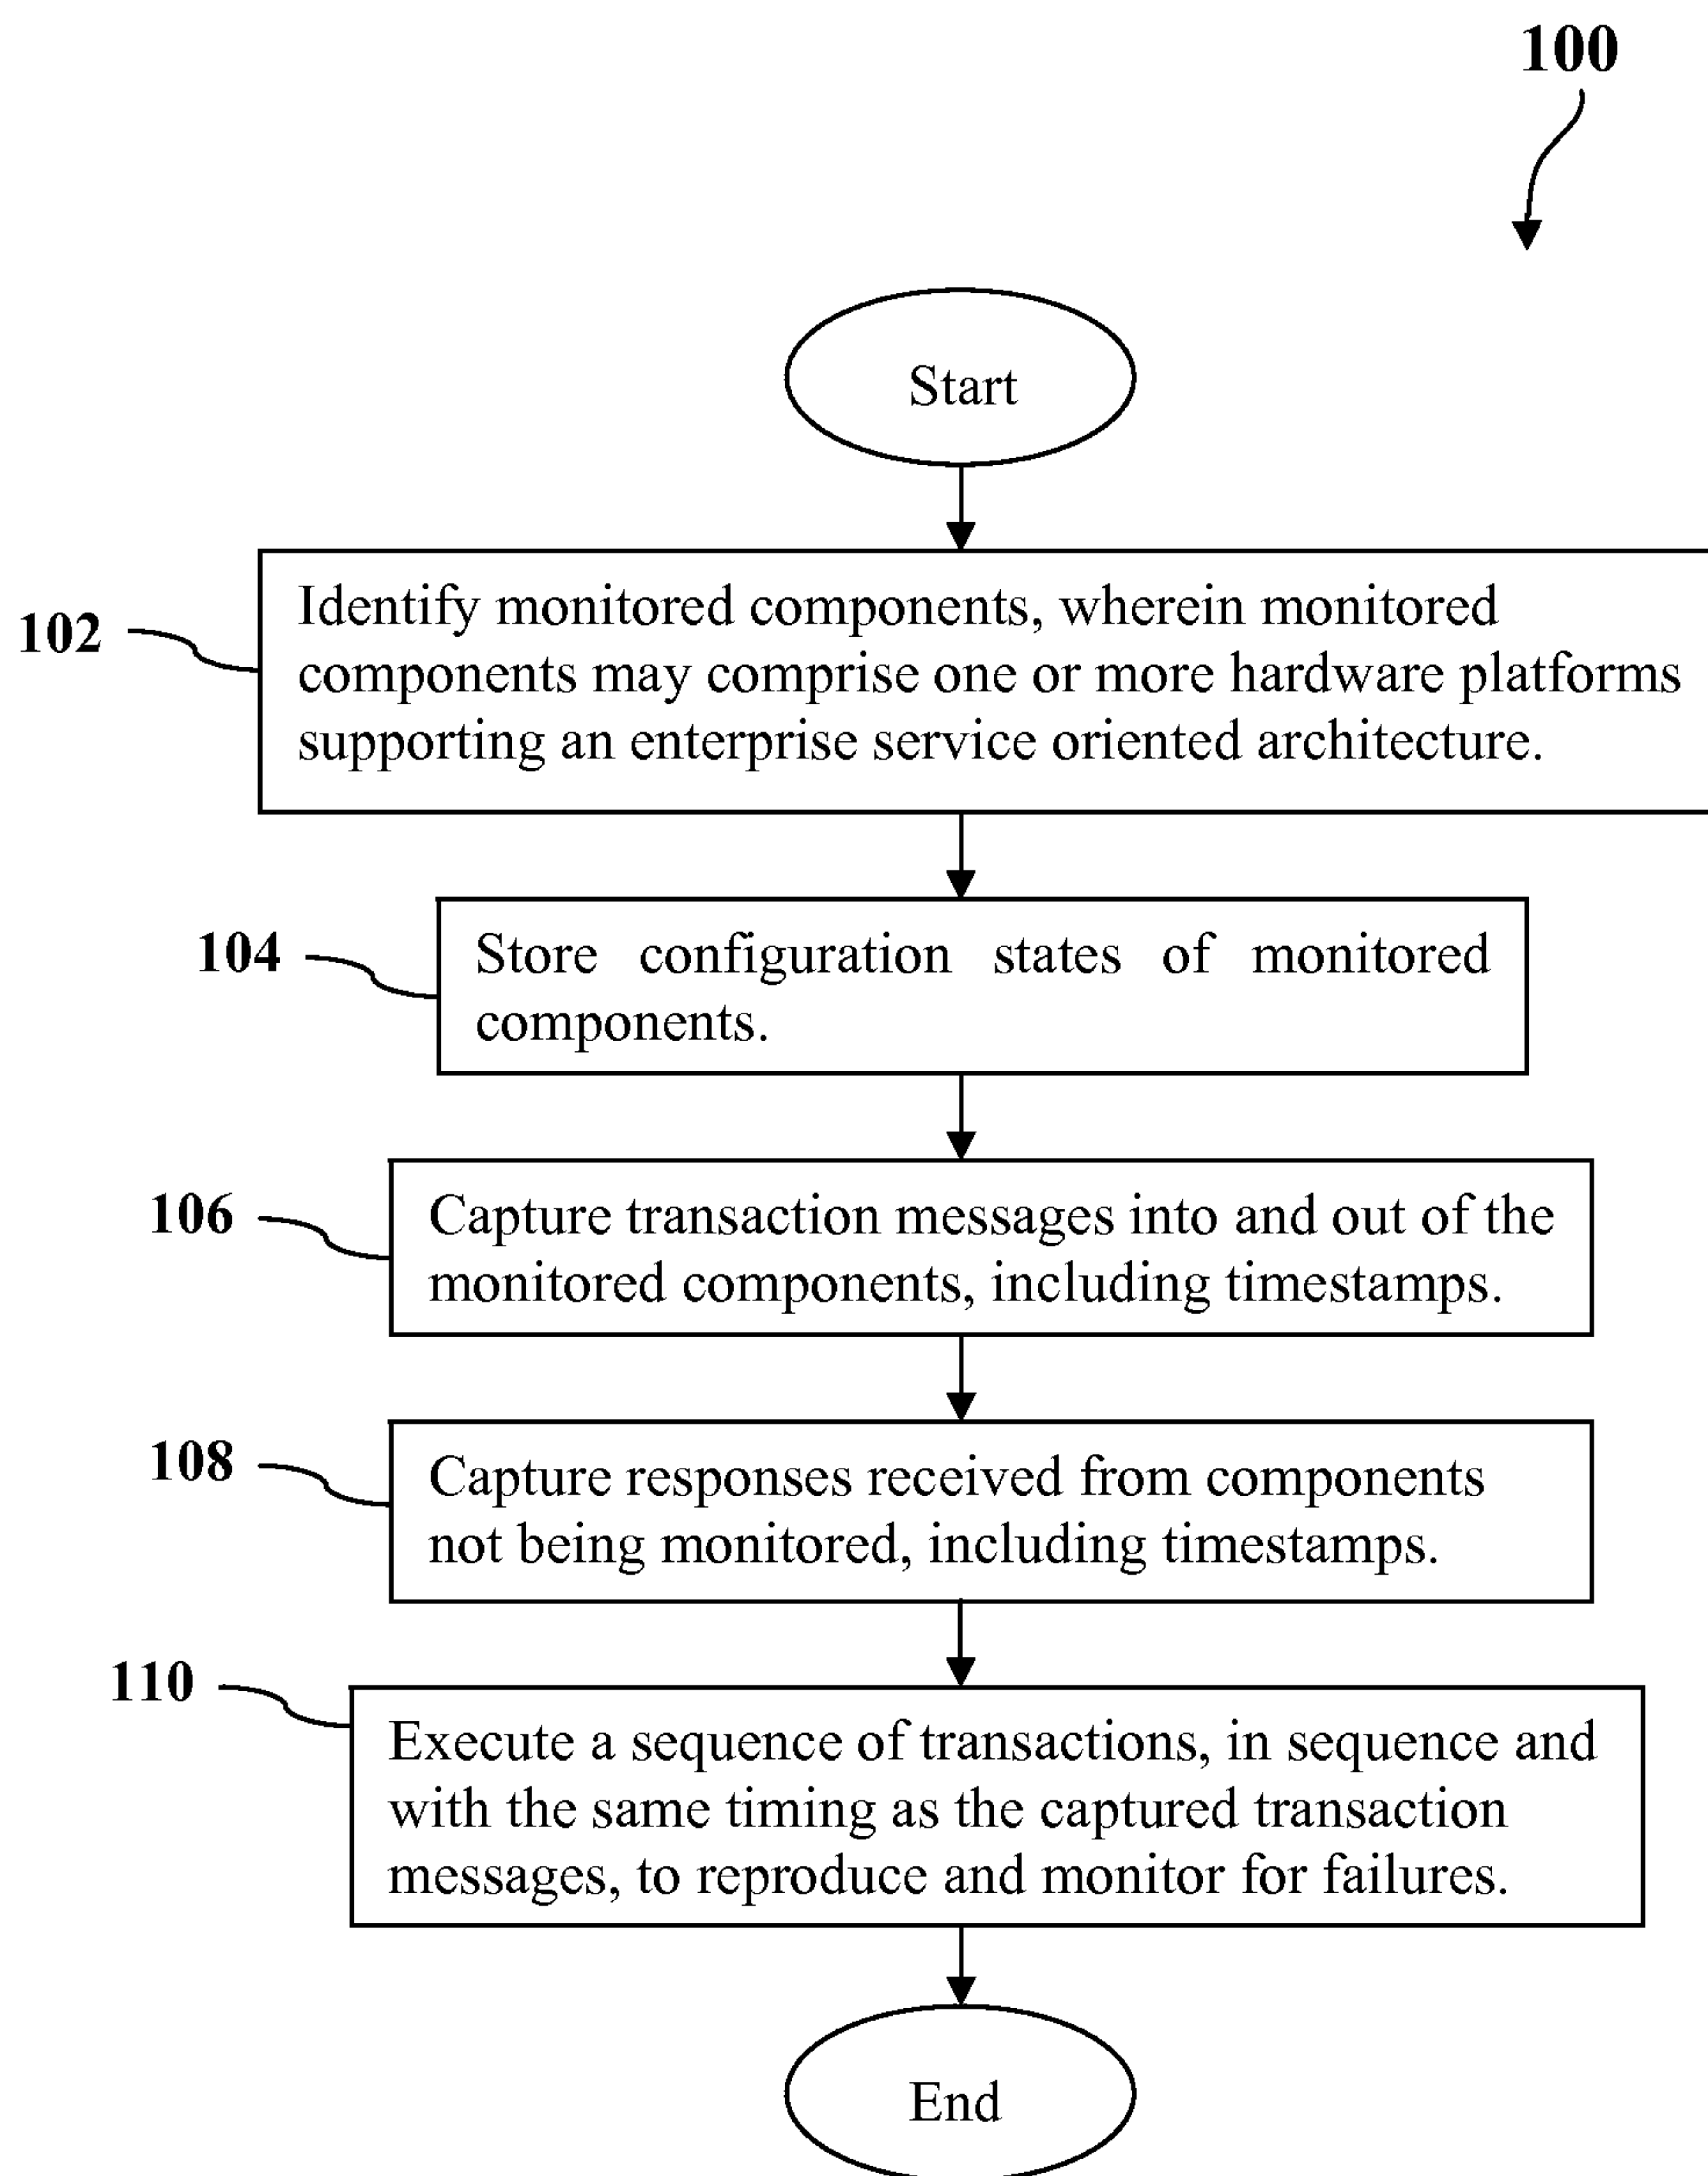 100
Start
102
Identify monitored components, wherein monitored
components may comprise one or more hardware platforms
supporting an enterprise service oriented architecture.
104
Store configuration states of monitored
components.
106
Capture transaction messages into and out of the
monitored components, including timestamps.
108
Capture responses received from components
not being monitored, including timestamps.
110
Execute a sequence of transactions, in sequence and
with the same timing as the captured transaction
messages, to reproduce and monitor for failures.
End